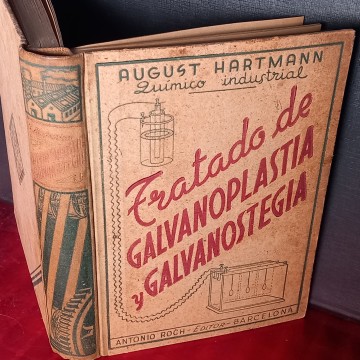 AUGUST HARTMANN
Químico industrial
Tratado de
GALVANOPLASTIA
y GALVANOSTEGIA
ANTONIO ROCH - Editor - BARCELONA